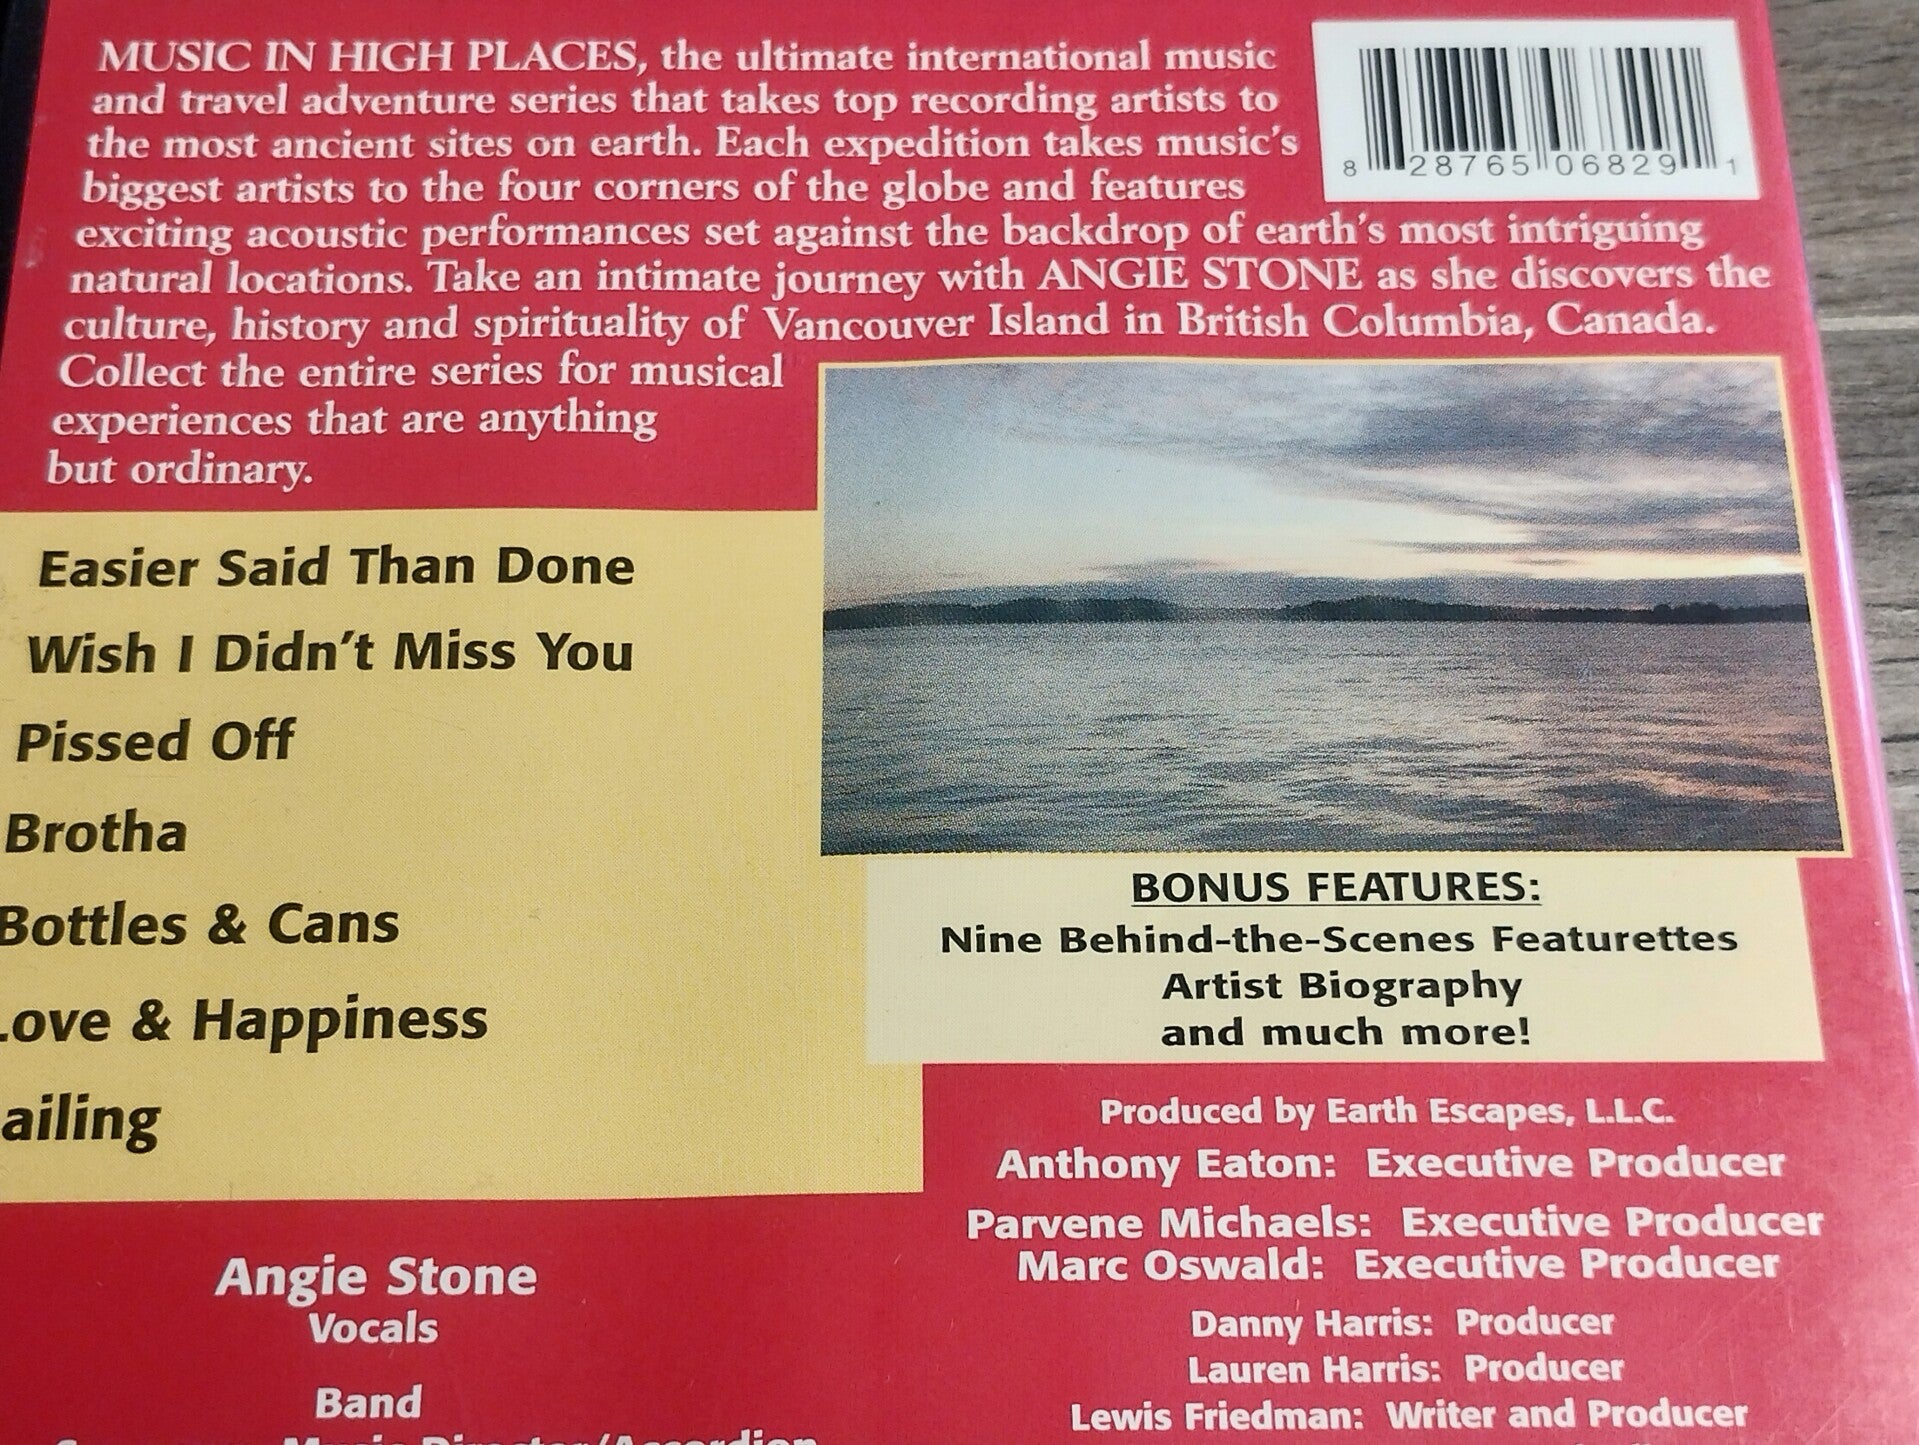 MUSIC IN HIGH PLACES, the ultimate international music
and travel adventure series that takes top recording artists to
the most ancient sites on earth. Each expedition takes music's
biggest artists to the four corners of the globe and features
exciting acoustic performances set against the backdrop of earth's most intriguing
natural locations. Take an intimate journey with ANGIE STONE as she discovers the
culture, history and spirituality of Vancouver Island in British Columbia, Canada.
Collect the entire series for musical
experiences that are anything
but ordinary.
8 28765 06829 1
Easier Said Than Done
Wish I Didn't Miss You
Pissed Off
Brotha
Bottles & Cans
Love & Happiness
ailing
BONUS FEATURES:
Nine Behind-the-Scenes Featurettes
Artist Biography
and much more!
Angie Stone
Vocals
Band
Music Director/Accordion
Produced by Earth Escapes, L.L.C.
Anthony Eaton: Executive Producer
Parvene Michaels: Executive Producer
Marc Oswald: Executive Producer
Danny Harris: Producer
Lauren Harris: Producer
Lewis Friedman: Writer and Producer